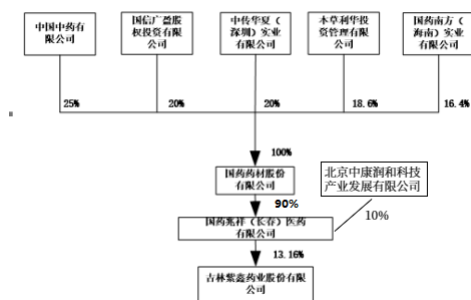 中国中药有
限公司
国信广盈股
权投资有限
公司
中传华夏（
深圳）实业
有限公司
本草利华投
资管理有限
公司
国药南方（
海南）实业
有限公司
25%
20%
20%
18.6%
16.4%
100%
国药药材股份
有限公司
北京中康润和科技
产业发展有限公司
90%
国药兆祥（长春）医药
有限公司
10%
13.16%
吉林紫鑫药业股份有限
公司